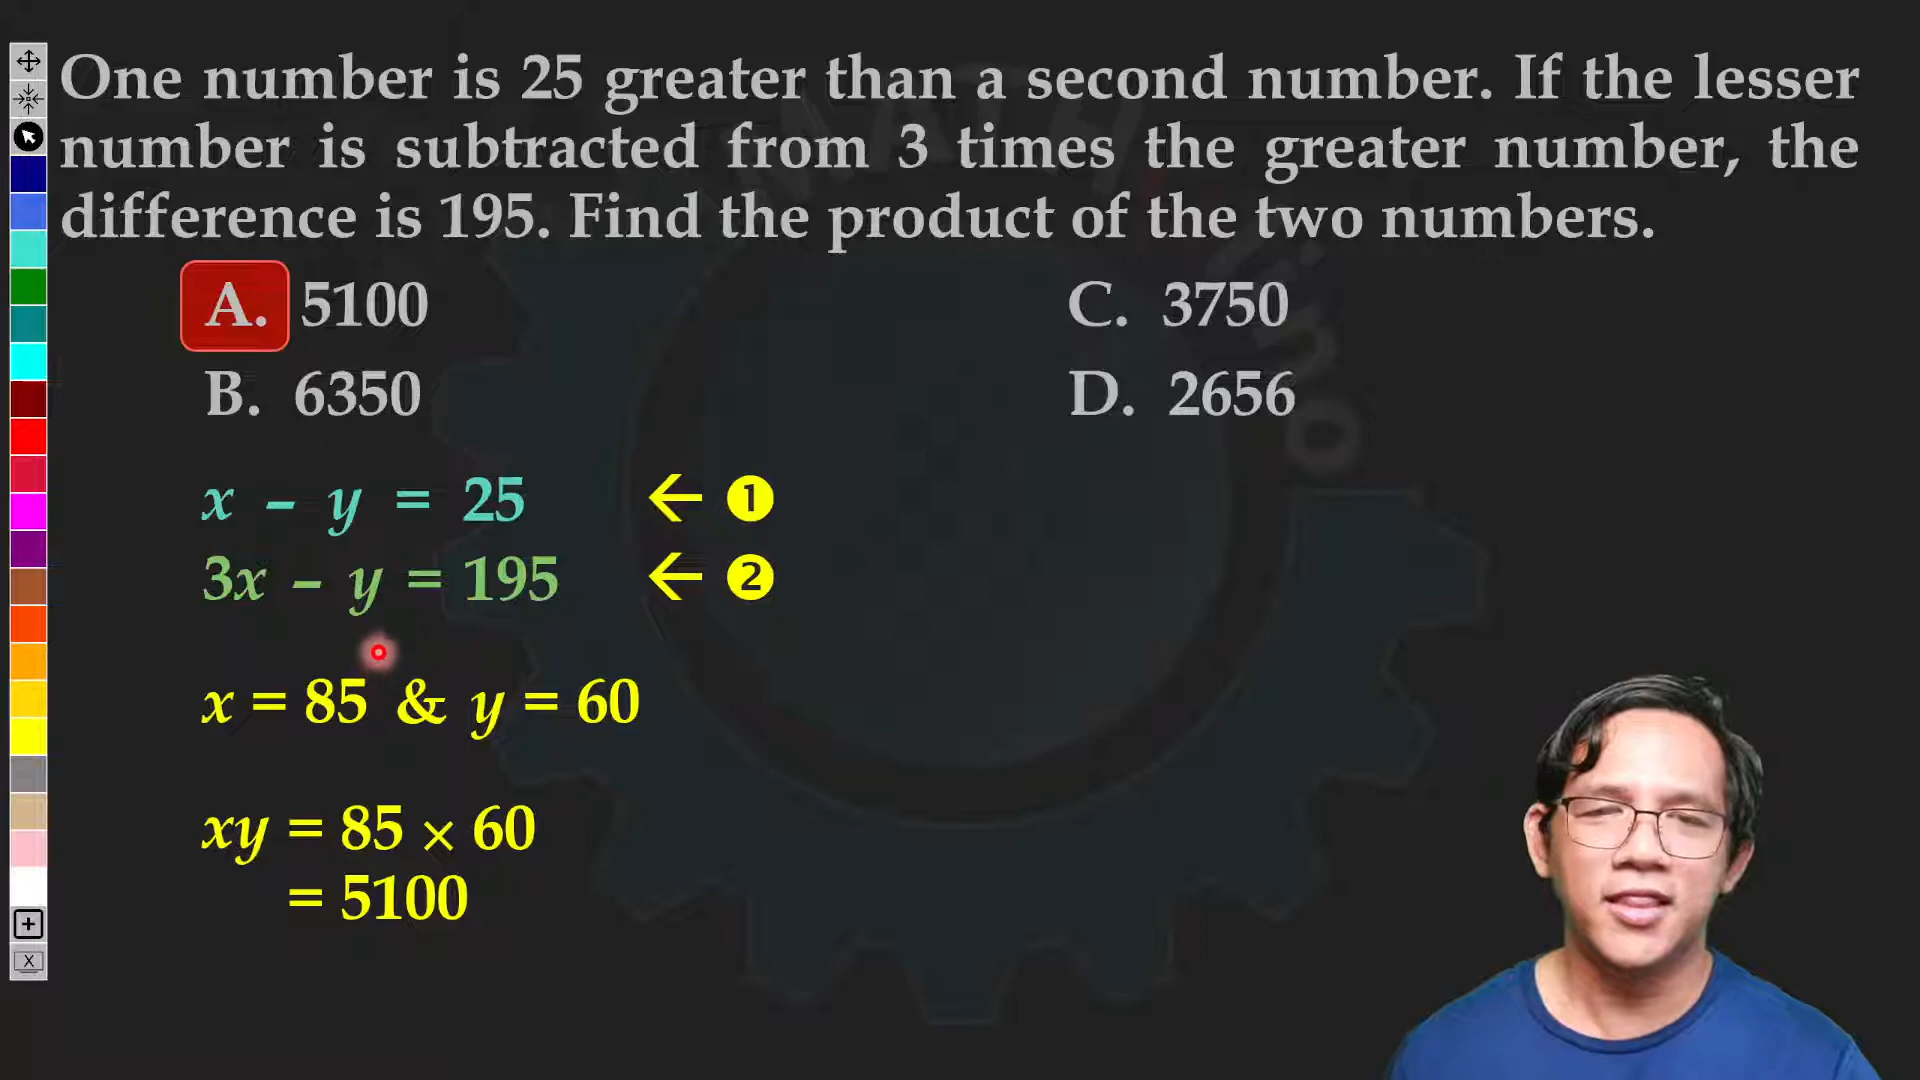 One number is 25 greater than a second number. If the lesser
number is subtracted from 3 times the greater number, the
difference is 195. Find the product of the two numbers.
A. 5100
C. 3750
B. 6350
D. 2656
x – y = 25 ← ❶
3x – y = 195 ← ❷
x = 85 & y = 60
xy = 85 × 60
= 5100
X